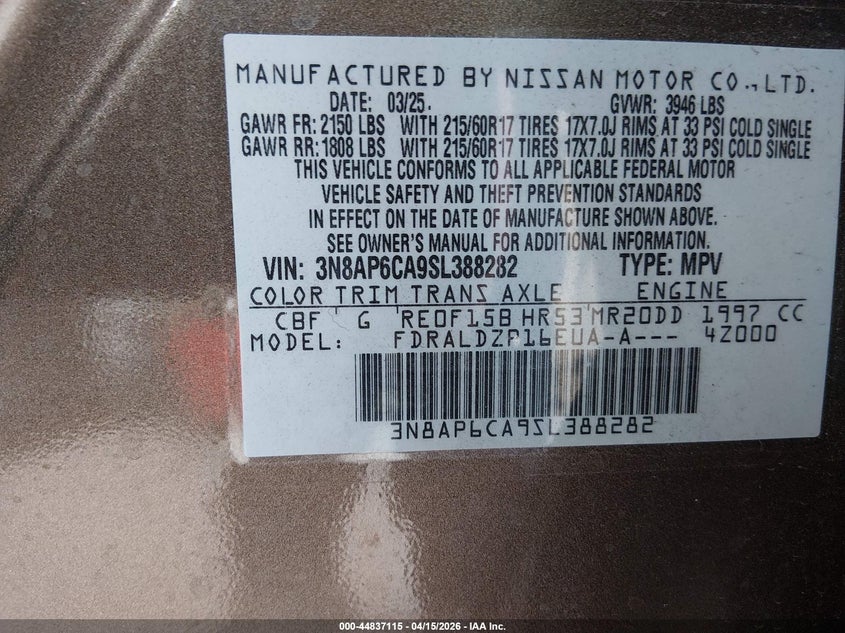 MANUFACTURED BY NISSAN MOTOR CO., LTD.
DATE: 03/25. GVWR: 3946 LBS
GAWR FR: 2150 LBS WITH 215/60R17 TIRES 17X7.0J RIMS AT 33 PSI COLD SINGLE
GAWR RR: 1808 LBS WITH 215/60R17 TIRES 17X7.0J RIMS AT 33 PSI COLD SINGLE
THIS VEHICLE CONFORMS TO ALL APPLICABLE FEDERAL MOTOR
VEHICLE SAFETY AND THEFT PREVENTION STANDARDS
IN EFFECT ON THE DATE OF MANUFACTURE SHOWN ABOVE.
SEE OWNER'S MANUAL FOR ADDITIONAL INFORMATION.
VIN: 3N8AP6CA9SL388282 TYPE: MPV
COLOR TRIM TRANS AXLE ENGINE
CBF ' G ' RE0F15B HR53'MR20DD 1997 CC
MODEL: FDRALDZP16EUA-A--- 4Z000
3N8AP6CA9SL388282
000-44837115 - 04/15/2026 - IAA Inc.